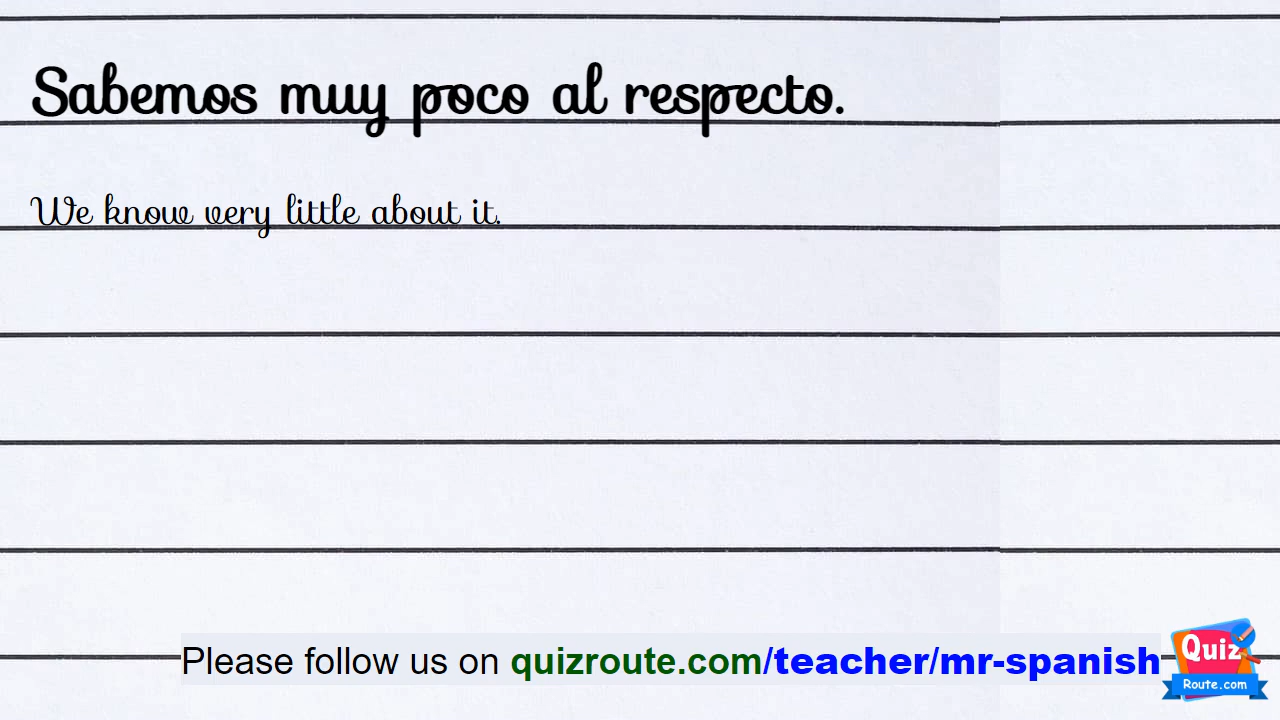 Sabemos muy poco al respecto.
We know very little about it.
Please follow us on quizroute.com/teacher/mr-spanish
Quiz
Route.com